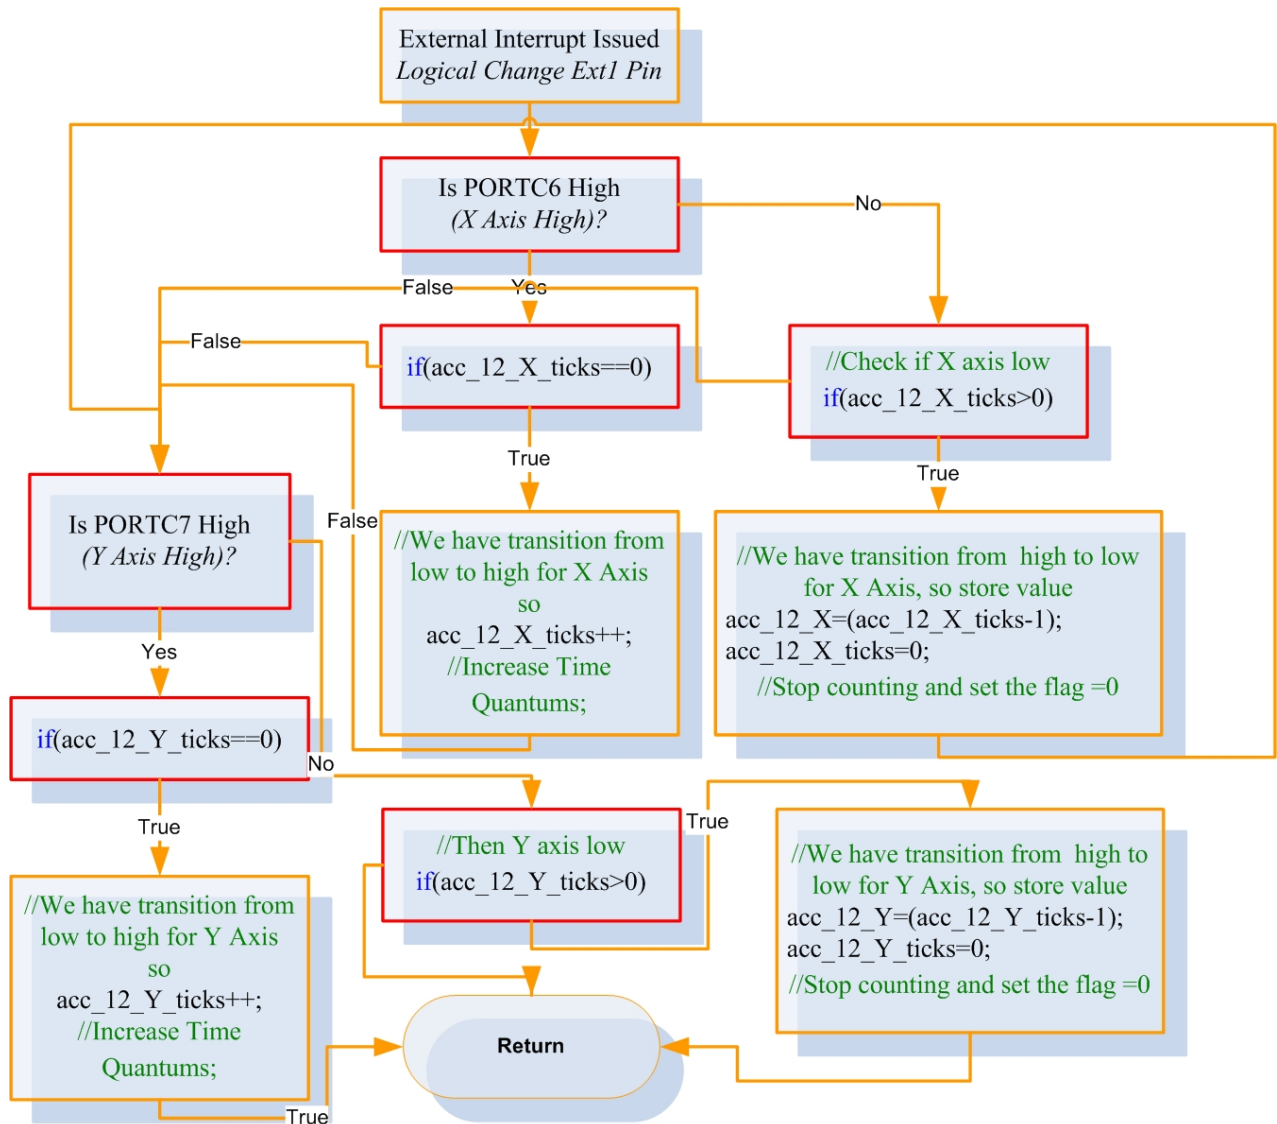 External Interrupt Issued
Logical Change Ext1 Pin
Is PORTC6 High
(X Axis High)?
No
False
Yes
False
if(acc_12_X_ticks==0)
//Check if X axis low
if(acc_12_X_ticks>0)
True
True
Is PORTC7 High
(Y Axis High)?
False
//We have transition from
low to high for X Axis
so
acc_12_X_ticks++;
//Increase Time
Quantums;
//We have transition from  high to low
for X Axis, so store value
acc_12_X=(acc_12_X_ticks-1);
acc_12_X_ticks=0;
//Stop counting and set the flag =0
Yes
if(acc_12_Y_ticks==0)
No
True
//Then Y axis low
if(acc_12_Y_ticks>0)
True
//We have transition from  high to
low for Y Axis, so store value
acc_12_Y=(acc_12_Y_ticks-1);
acc_12_Y_ticks=0;
//Stop counting and set the flag =0
//We have transition from
low to high for Y Axis
so
acc_12_Y_ticks++;
//Increase Time
Quantums;
Return
True